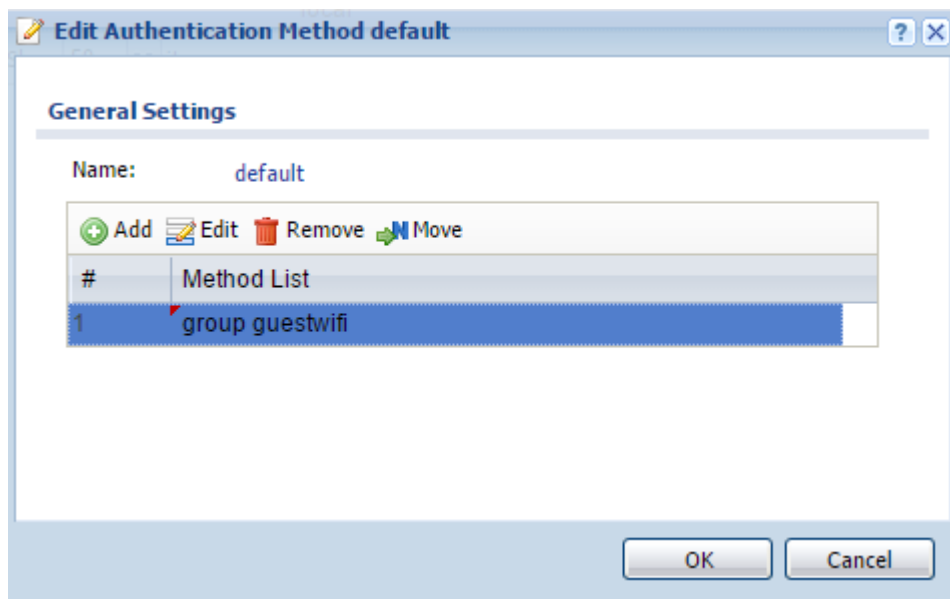 Edit Authentication Method default
General Settings
Name: default
Add Edit Remove Move
# Method List
1 group guestwifi
OK Cancel